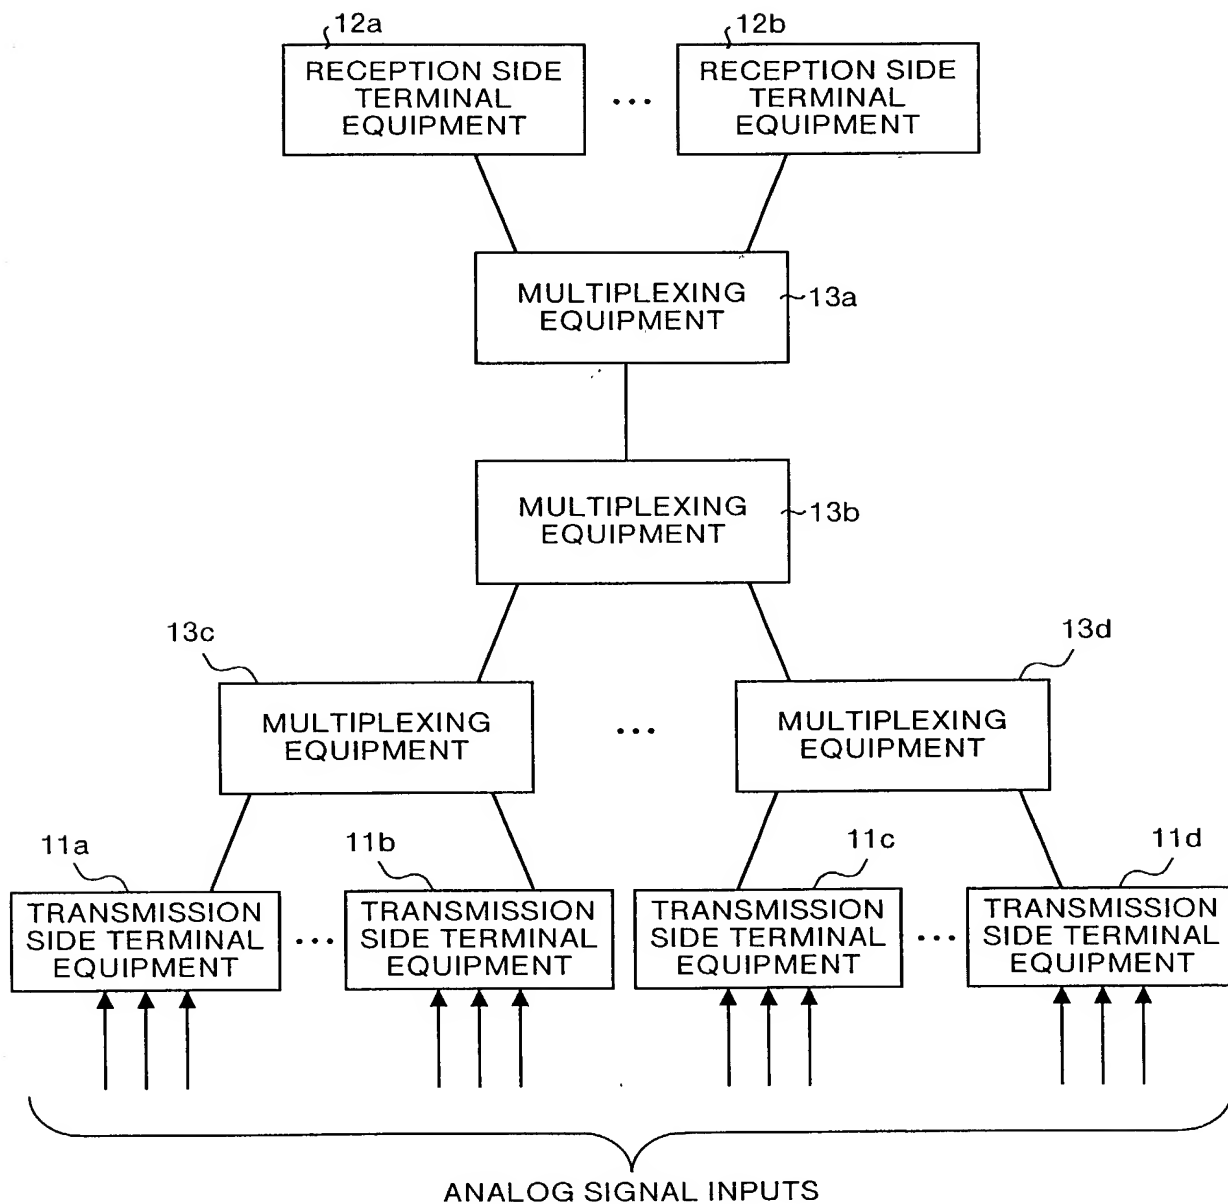 12a
12b
RECEPTION SIDE
TERMINAL
EQUIPMENT
...
RECEPTION SIDE
TERMINAL
EQUIPMENT
MULTIPLEXING
EQUIPMENT
13a
MULTIPLEXING
EQUIPMENT
13b
13c
13d
MULTIPLEXING
EQUIPMENT
...
MULTIPLEXING
EQUIPMENT
11a
11b
11c
11d
TRANSMISSION
SIDE TERMINAL
EQUIPMENT
...
TRANSMISSION
SIDE TERMINAL
EQUIPMENT
TRANSMISSION
SIDE TERMINAL
EQUIPMENT
...
TRANSMISSION
SIDE TERMINAL
EQUIPMENT
ANALOG SIGNAL INPUTS